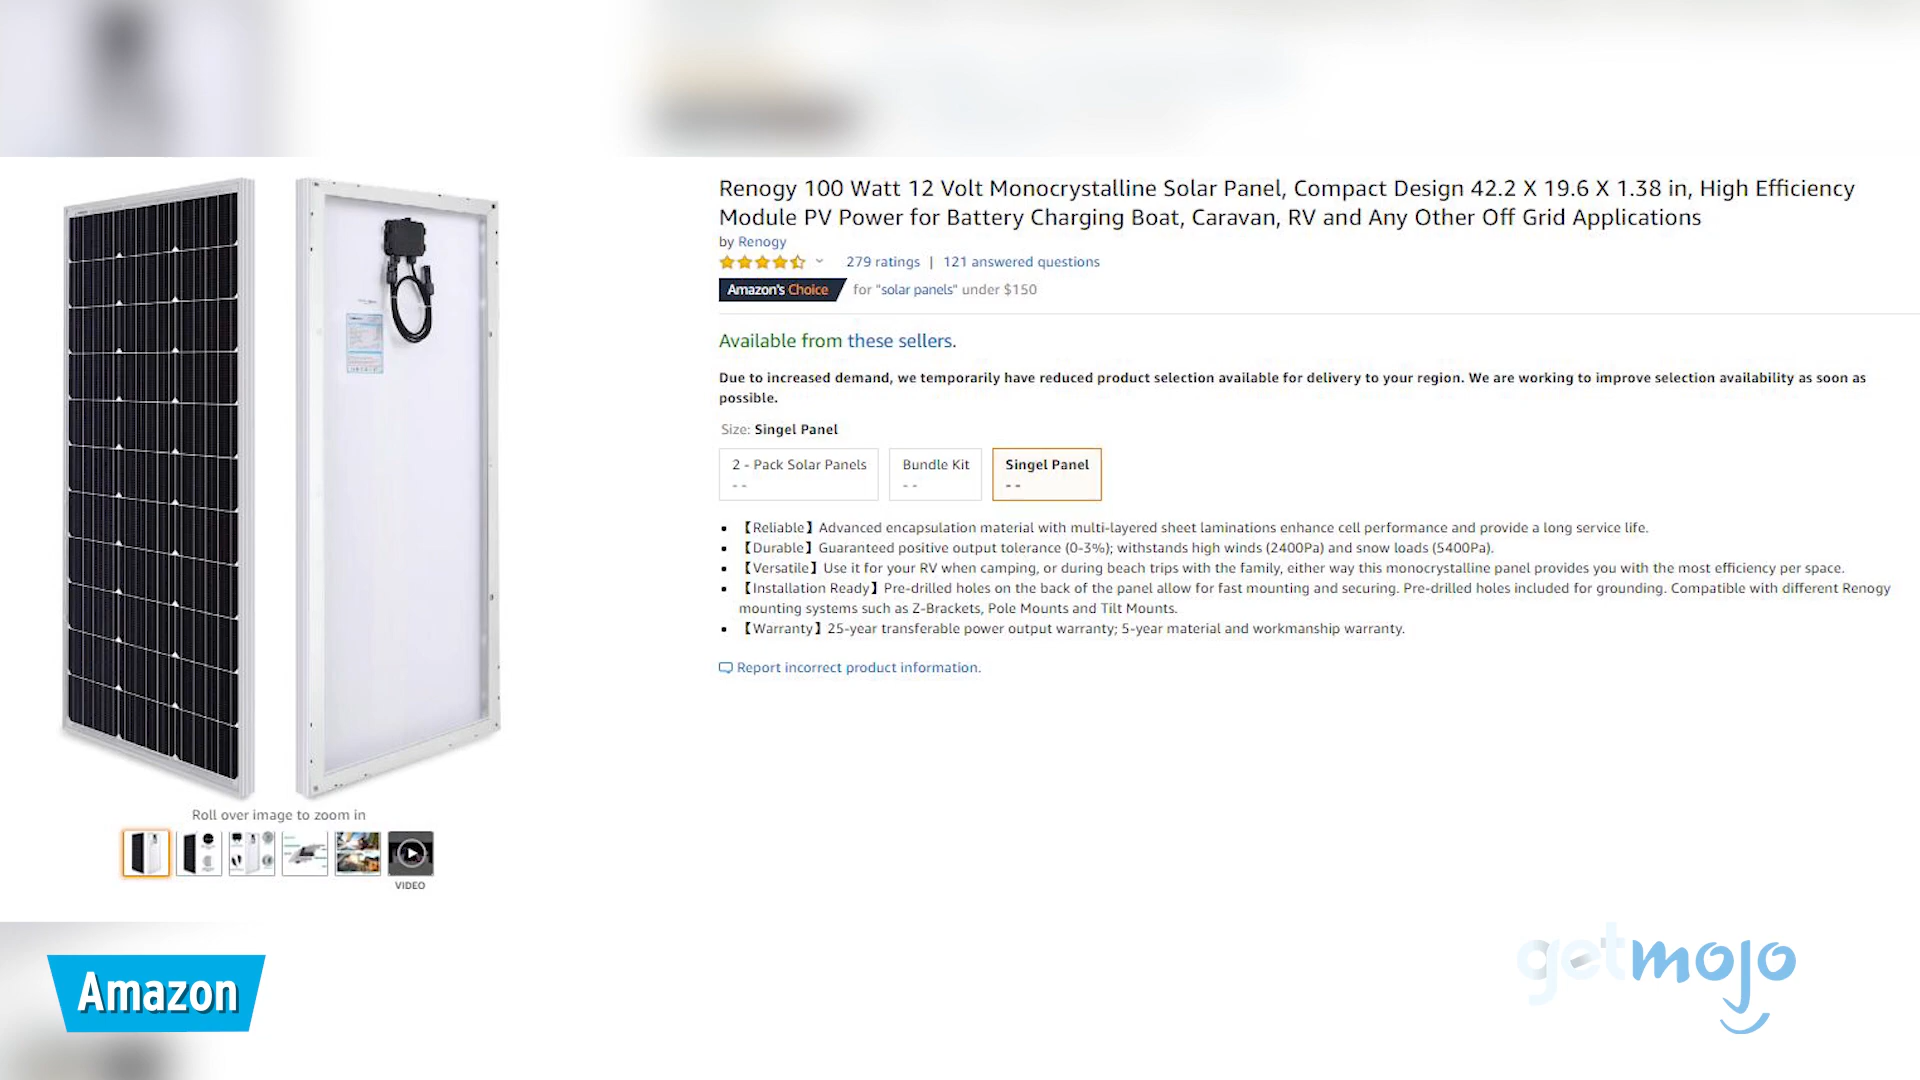 Renogy 100 Watt 12 Volt Monocrystalline Solar Panel, Compact Design 42.2 X 19.6 X 1.38 in, High Efficiency
Module PV Power for Battery Charging Boat, Caravan, RV and Any Other Off Grid Applications
by Renogy
279 ratings | 121 answered questions
Amazon's Choice for "solar panels" under $150
Available from these sellers.
Due to increased demand, we temporarily have reduced product selection available for delivery to your region. We are working to improve selection availability as soon as
possible.
Size: Singel Panel
2 - Pack Solar Panels Bundle Kit Singel Panel
- - - - - -
• 【Reliable】Advanced encapsulation material with multi-layered sheet laminations enhance cell performance and provide a long service life.
• 【Durable】Guaranteed positive output tolerance (0-3%); withstands high winds (2400Pa) and snow loads (5400Pa).
• 【Versatile】Use it for your RV when camping, or during beach trips with the family, either way this monocrystalline panel provides you with the most efficiency per space.
• 【Installation Ready】Pre-drilled holes on the back of the panel allow for fast mounting and securing. Pre-drilled holes included for grounding. Compatible with different Renogy
mounting systems such as Z-Brackets, Pole Mounts and Tilt Mounts.
• 【Warranty】25-year transferable power output warranty; 5-year material and workmanship warranty.
Report incorrect product information.
Roll over image to zoom in
VIDEO
Amazon
getmojo